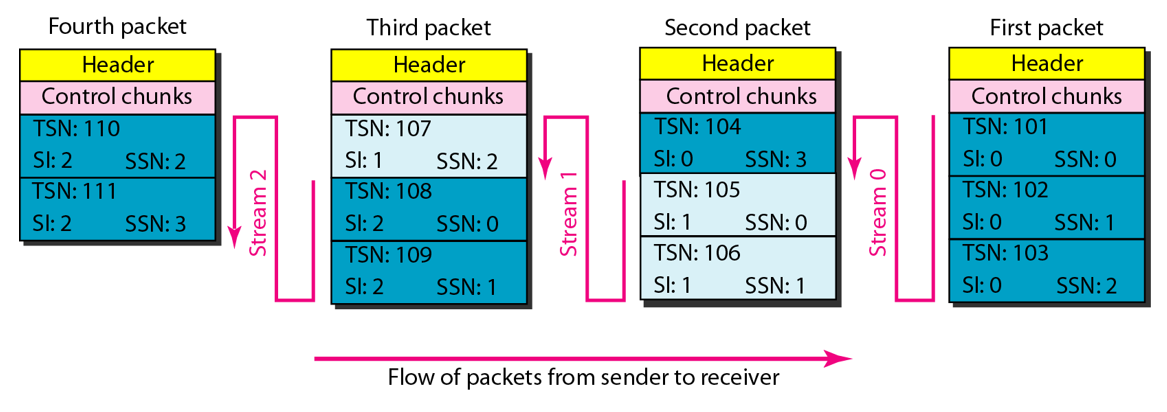 Fourth packet
Header
Control chunks
TSN: 110
SI: 2 SSN: 2
TSN: 111
SI: 2 SSN: 3
Stream 2
Third packet
Header
Control chunks
TSN: 107
SI: 1 SSN: 2
TSN: 108
SI: 2 SSN: 0
TSN: 109
SI: 2 SSN: 1
Stream 1
Second packet
Header
Control chunks
TSN: 104
SI: 0 SSN: 3
TSN: 105
SI: 1 SSN: 0
TSN: 106
SI: 1 SSN: 1
Stream 0
First packet
Header
Control chunks
TSN: 101
SI: 0 SSN: 0
TSN: 102
SI: 0 SSN: 1
TSN: 103
SI: 0 SSN: 2
Flow of packets from sender to receiver